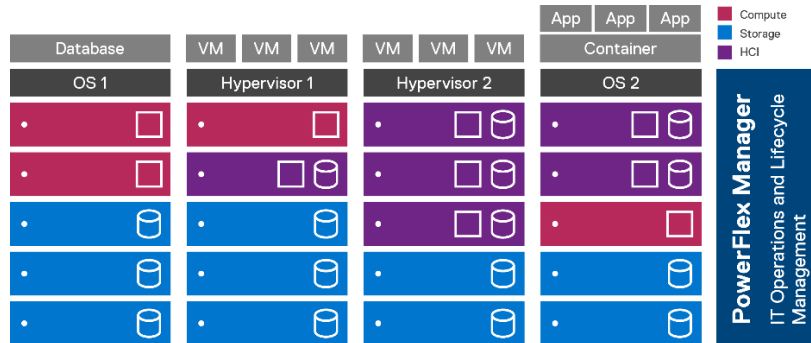 App App App
Compute
Storage
HCI
Database
VM VM VM
VM VM VM
Container
OS 1
Hypervisor 1
Hypervisor 2
OS 2
PowerFlex Manager
IT Operations and Lifecycle
Management